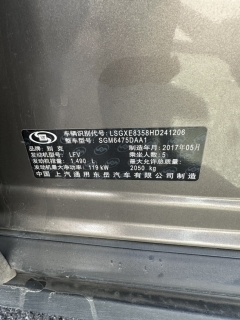 车辆识别代号: LSGXE8358HD241206
整车型号: SGM6475DAA1
品牌: 别克 制造年月: 2017年05月
发动机型号: LFV 乘坐人数: 5
发动机排量: 1,490 L 最大允许总质量: 2050 kg
发动机最大净功率: 119 kW
中国 上汽通用东岳汽车有限公司制造